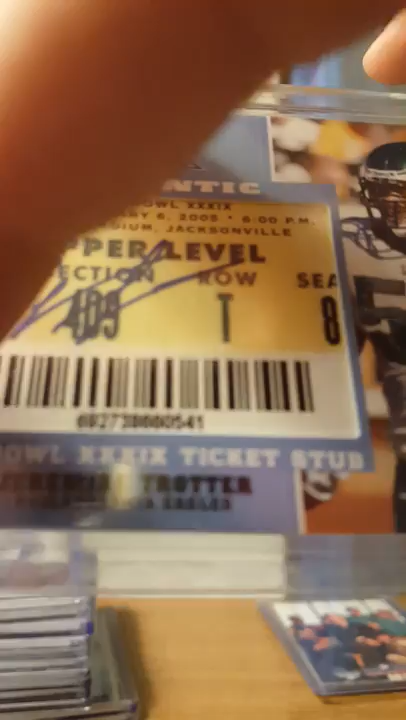 NTIC
OWL XXXIX
Y 6, 2005 • 6:00 P.M.
DIUM, JACKSONVILLE
PPER LEVEL
ECTION ROW SEA
409 T 8
OWL XXXIX TICKET STUB
TROTTER
EAGLES